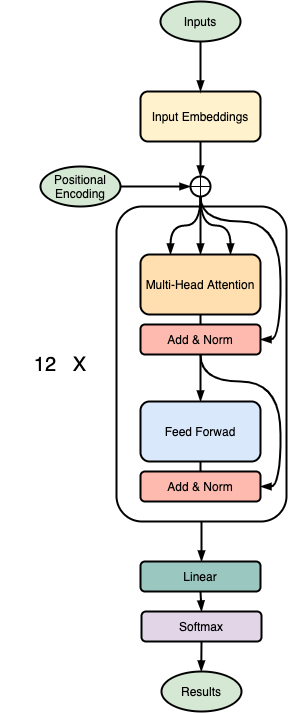 Inputs
Input Embeddings
Positional
Encoding
Multi-Head Attention
Add & Norm
12 X
Feed Forwad
Add & Norm
Linear
Softmax
Results